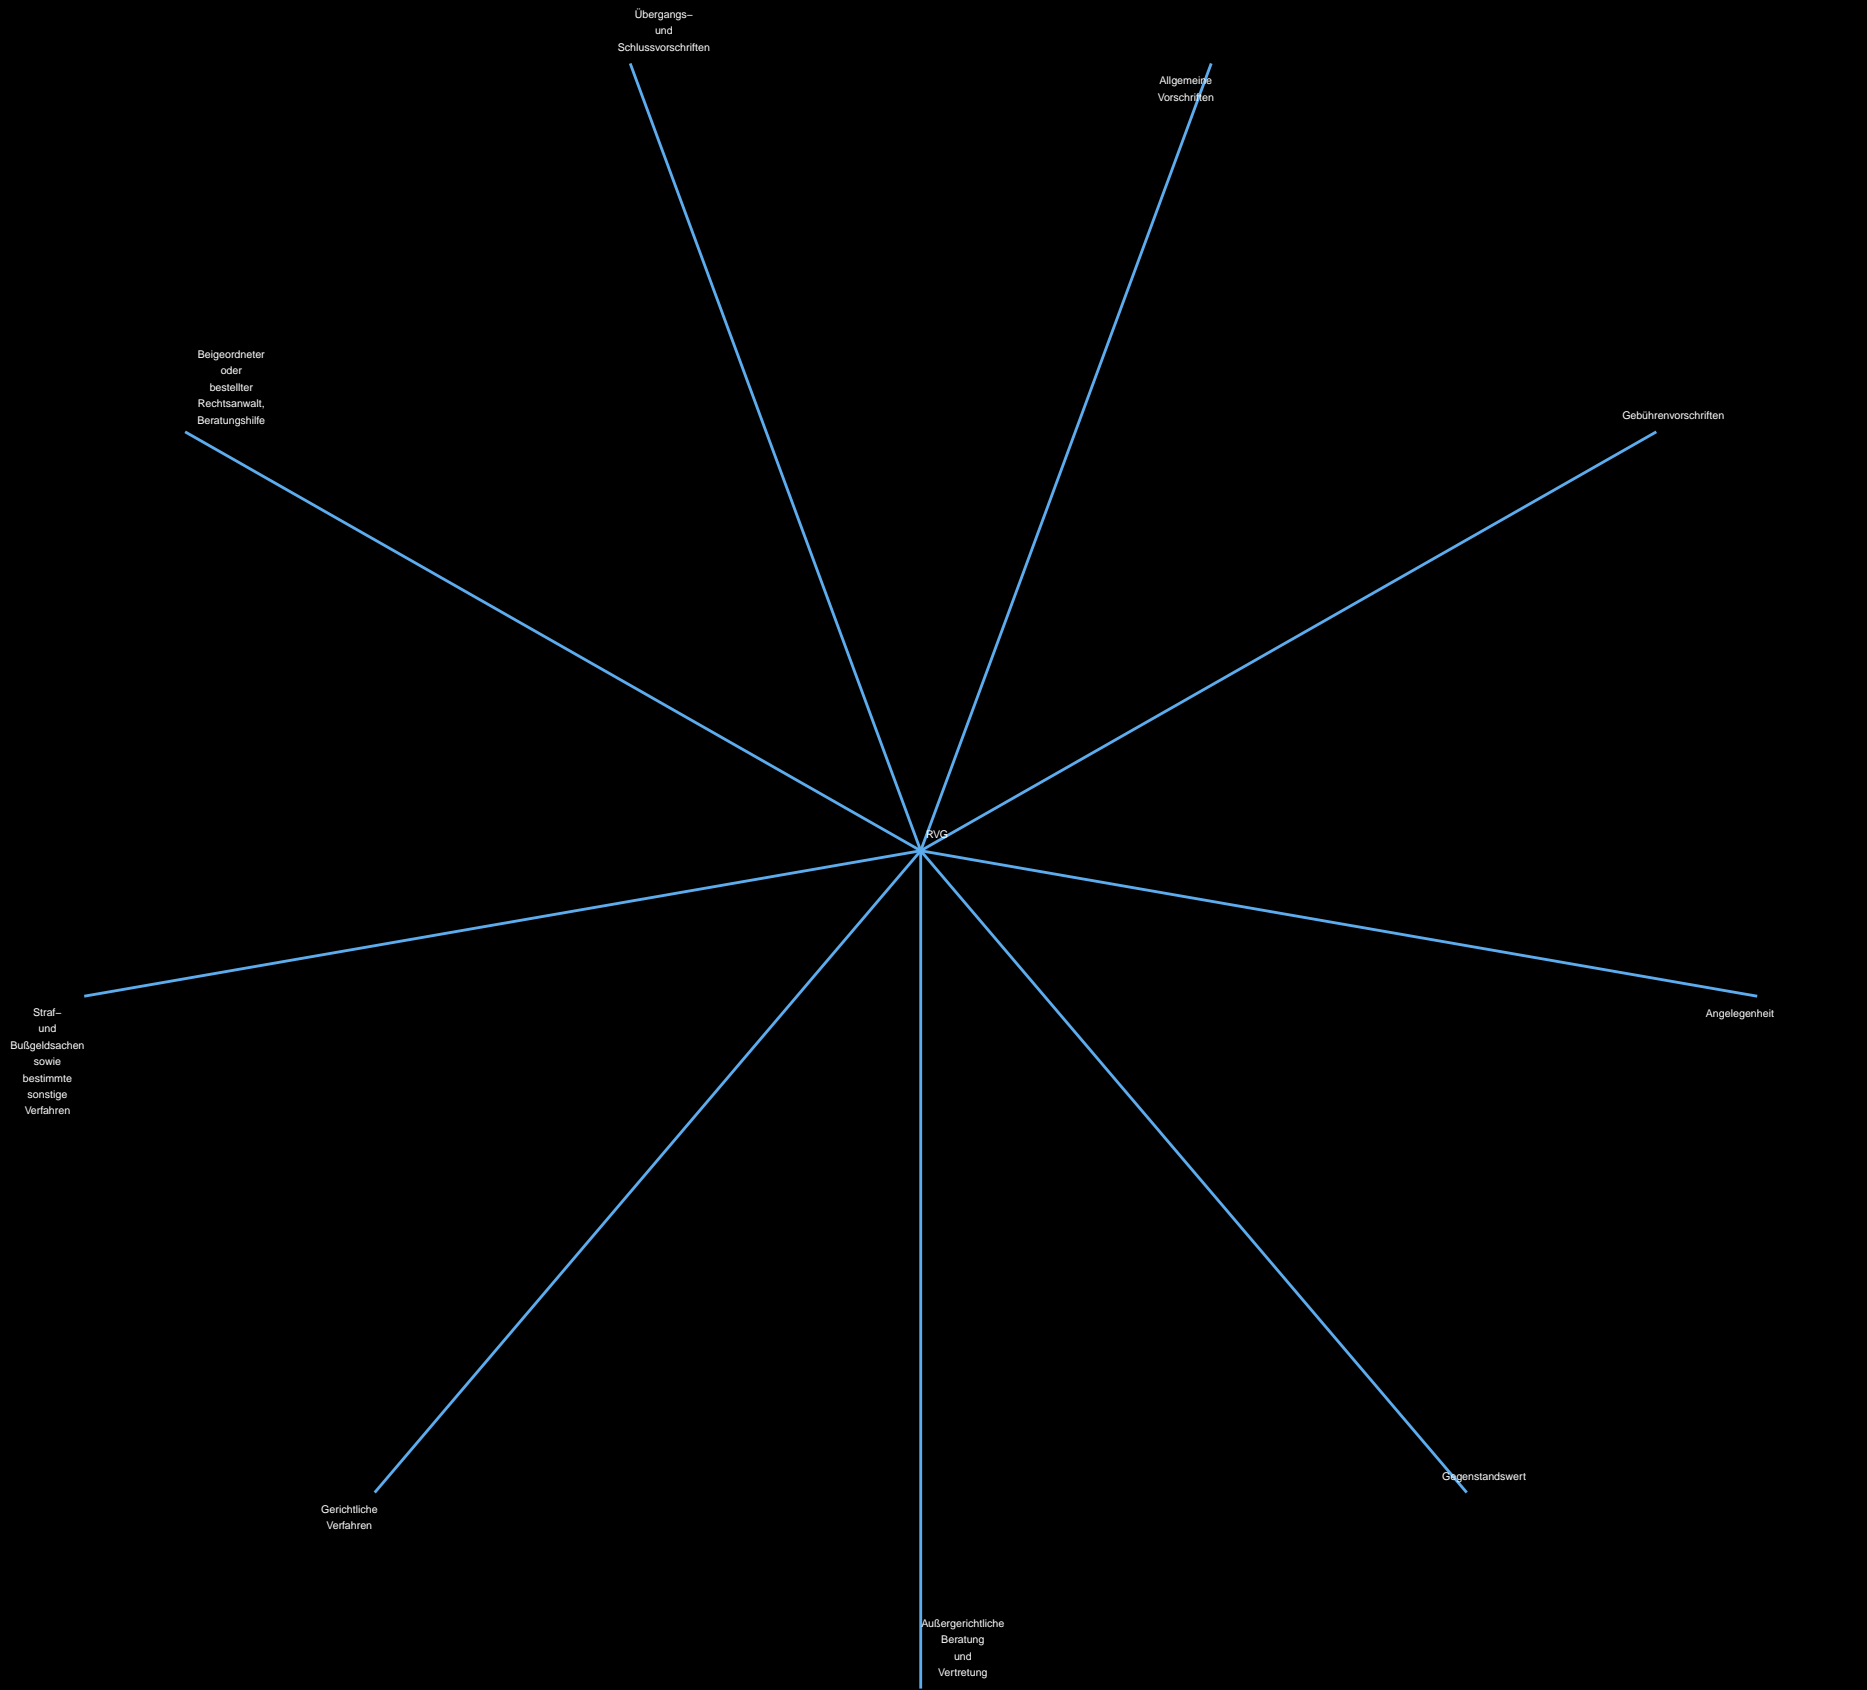 Übergangs–
und
Schlussvorschriften
Allgemeine
Vorschriften
Beigeordneter
oder
bestellter
Rechtsanwalt,
Beratungshilfe
Gebührenvorschriften
RVG
Straf–
und
Bußgeldsachen
sowie
bestimmte
sonstige
Verfahren
Angelegenheit
Gegenstandswert
Gerichtliche
Verfahren
Außergerichtliche
Beratung
und
Vertretung